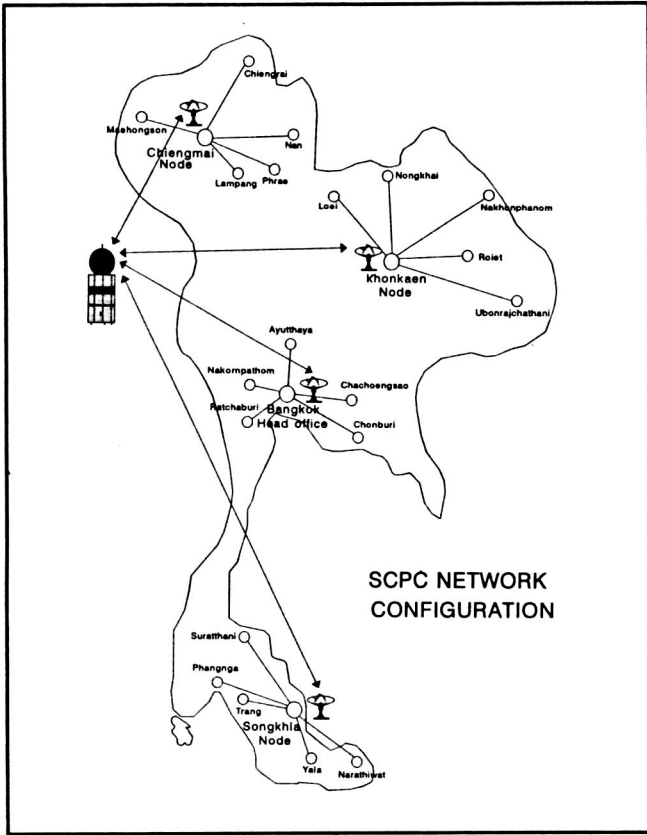 Chiengrai
Maehongson
Chiengmai
Node
Nan
Lampang
Phrae
Nongkhai
Loei
Nakhonphanom
Roiet
Khonkaen
Node
Ubonrajchathani
Ayutthaya
Nakornpathom
Chachoengsao
Ratchaburi
Bangkok
Head office
Chonburi
SCPC NETWORK
CONFIGURATION
Suratthani
Phangnga
Trang
Songkhla
Node
Yala
Narathiwat